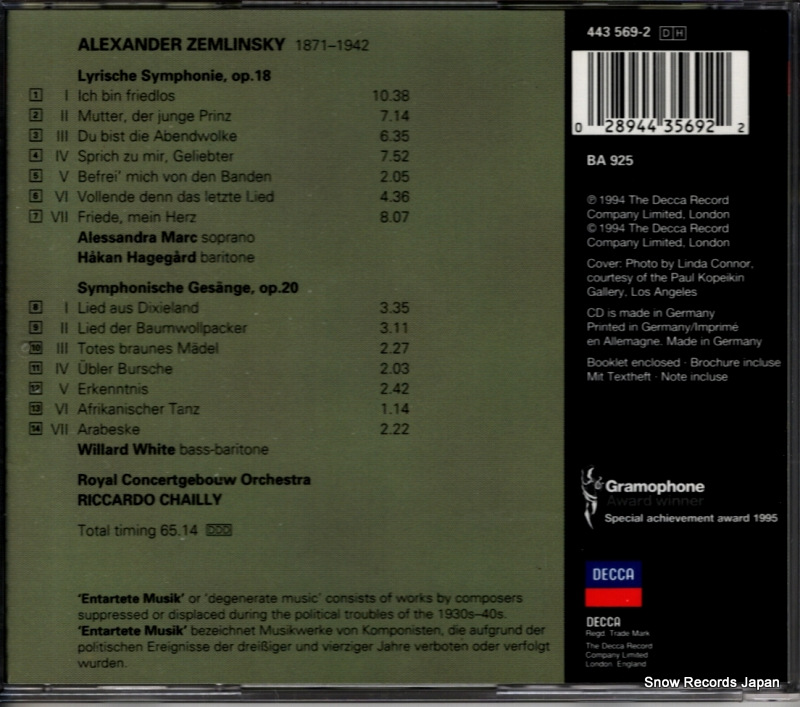 ALEXANDER ZEMLINSKY 1871–1942
Lyrische Symphonie, op.18
1 I Ich bin friedlos 10.38
2 II Mutter, der junge Prinz 7.14
3 III Du bist die Abendwolke 6.35
4 IV Sprich zu mir, Geliebter 7.52
5 V Befrei' mich von den Banden 2.05
6 VI Vollende denn das letzte Lied 4.36
7 VII Friede, mein Herz 8.07
Alessandra Marc soprano
Håkan Hagegård baritone
Symphonische Gesänge, op.20
8 I Lied aus Dixieland 3.35
9 II Lied der Baumwollpacker 3.11
10 III Totes braunes Mädel 2.27
11 IV Übler Bursche 2.03
12 V Erkenntnis 2.42
13 VI Afrikanischer Tanz 1.14
14 VII Arabeske 2.22
Willard White bass-baritone
Royal Concertgebouw Orchestra
RICCARDO CHAILLY
Total timing 65.14 DDD
'Entartete Musik' or 'degenerate music' consists of works by composers
suppressed or displaced during the political troubles of the 1930s–40s.
'Entartete Musik' bezeichnet Musikwerke von Komponisten, die aufgrund der
politischen Ereignisse der dreißiger und vierziger Jahre verboten oder verfolgt
wurden.
443 569-2 DH
0 28944 35692 2
BA 925
℗ 1994 The Decca Record
Company Limited, London
© 1994 The Decca Record
Company Limited, London
Cover: Photo by Linda Connor,
courtesy of the Paul Kopeikin
Gallery, Los Angeles
CD is made in Germany
Printed in Germany/Imprimé
en Allemagne. Made in Germany
Booklet enclosed · Brochure incluse
Mit Textheft · Note incluse
Gramophone
Award winner
Special achievement award 1995
DECCA
DECCA
Regd Trade Mark
The Decca Record
Company Limited
London England
Snow Records Japan